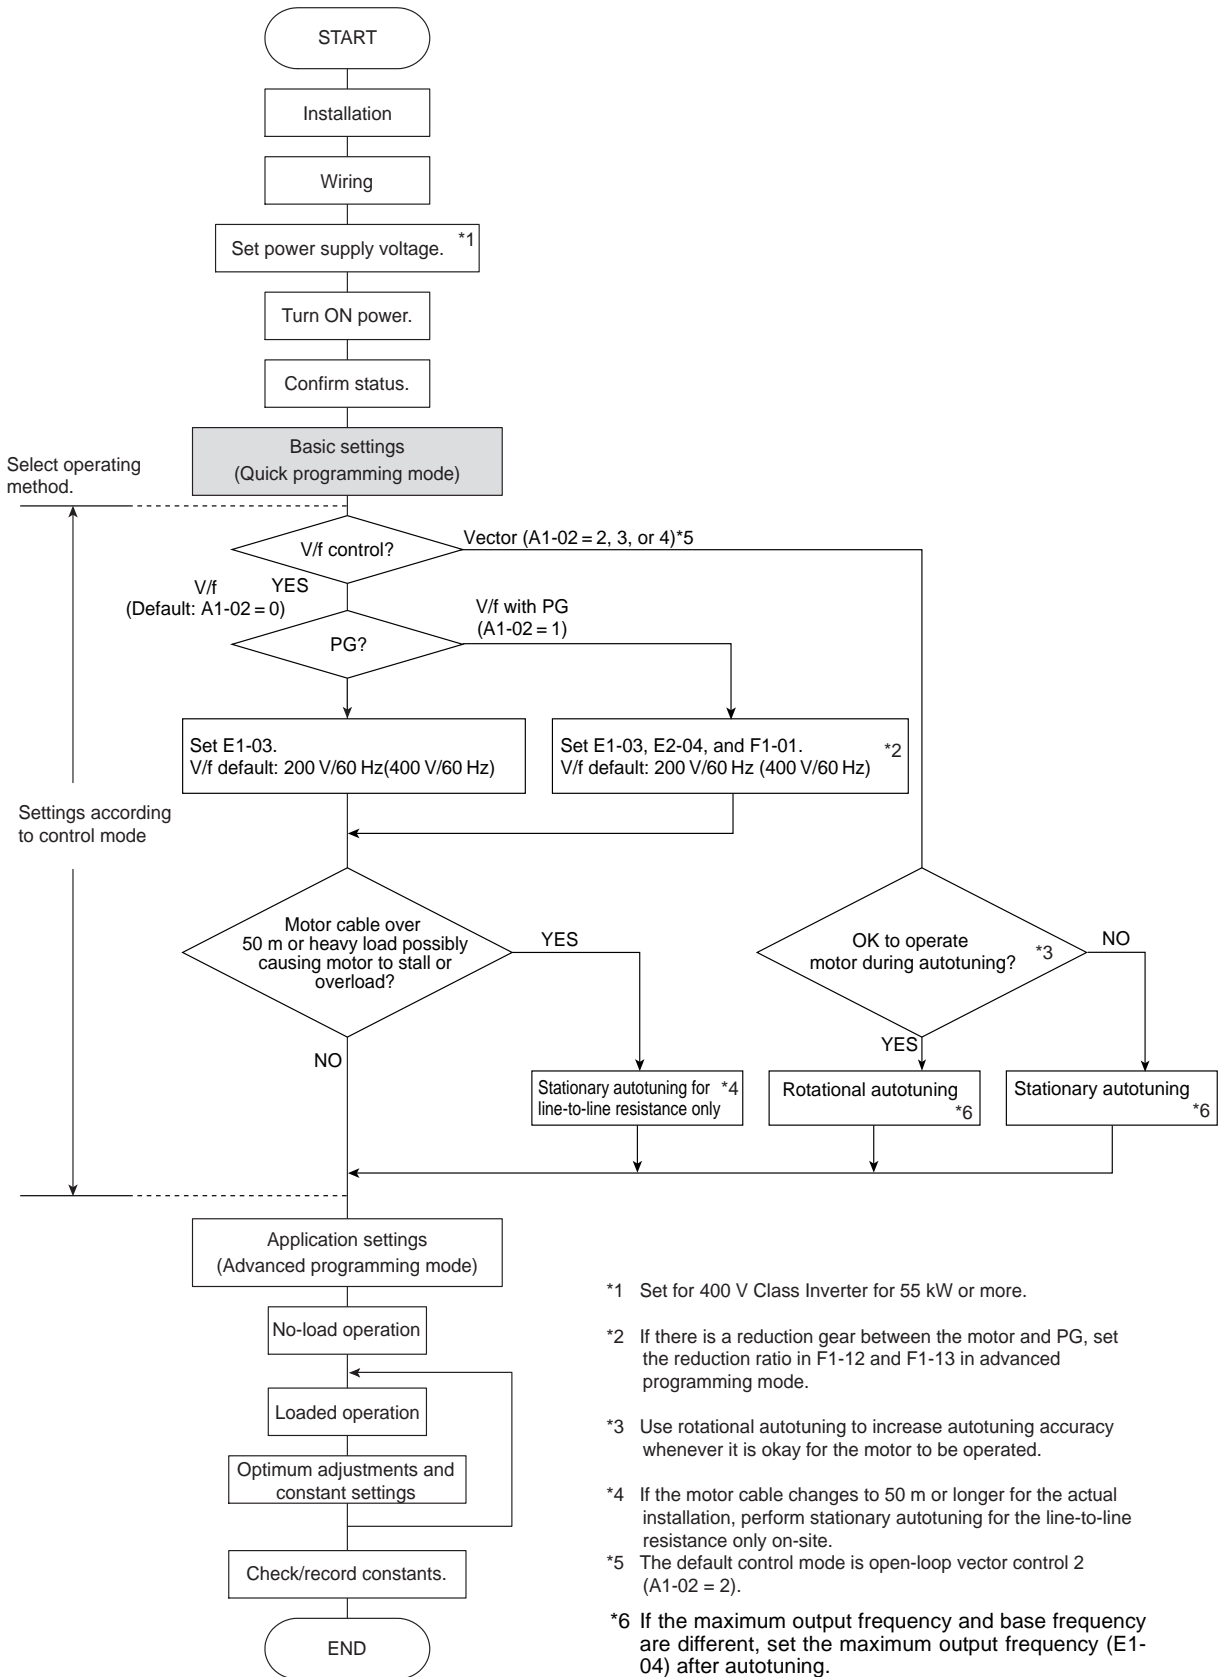 START
Installation
Wiring
Set power supply voltage. *1
Turn ON power.
Confirm status.
Basic settings
(Quick programming mode)
Select operating
method.
V/f control?
Vector (A1-02 = 2, 3, or 4)*5
V/f
YES
(Default: A1-02 = 0)
V/f with PG
(A1-02 = 1)
PG?
Set E1-03.
V/f default: 200 V/60 Hz(400 V/60 Hz)
Set E1-03, E2-04, and F1-01. *2
V/f default: 200 V/60 Hz (400 V/60 Hz)
Settings according
to control mode
Motor cable over
50 m or heavy load possibly
causing motor to stall or
overload?
YES
NO
OK to operate
motor during autotuning? *3
NO
YES
Stationary autotuning for *4
line-to-line resistance only
Rotational autotuning
*6
Stationary autotuning
*6
Application settings
(Advanced programming mode)
No-load operation
Loaded operation
Optimum adjustments and
constant settings
Check/record constants.
END
*1 Set for 400 V Class Inverter for 55 kW or more.
*2 If there is a reduction gear between the motor and PG, set
the reduction ratio in F1-12 and F1-13 in advanced
programming mode.
*3 Use rotational autotuning to increase autotuning accuracy
whenever it is okay for the motor to be operated.
*4 If the motor cable changes to 50 m or longer for the actual
installation, perform stationary autotuning for the line-to-line
resistance only on-site.
*5 The default control mode is open-loop vector control 2
(A1-02 = 2).
*6 If the maximum output frequency and base frequency
are different, set the maximum output frequency (E1-
04) after autotuning.